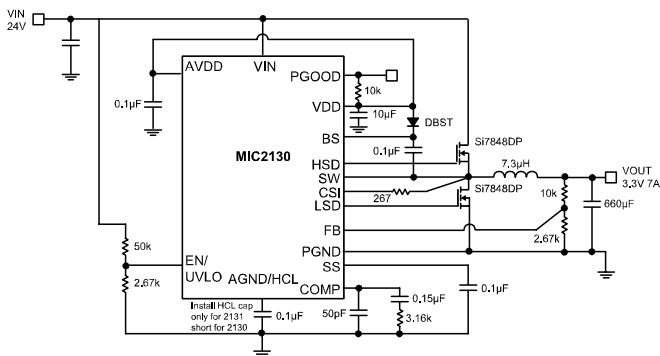 VIN
24V
AVDD
VIN
PGOOD
10k
VDD
0.1µF
10µF
DBST
BS
Si7848DP
MIC2130
0.1µF
HSD
7.3µH
SW
VOUT
3.3V 7A
CSI
Si7848DP
267
LSD
10k
660µF
FB
2.67k
50k
PGND
EN/
UVLO
SS
2.67k
AGND/HCL
COMP
0.1µF
Install HCL cap
only for 2131
short for 2130
0.1µF
50pF
0.15µF
3.16k